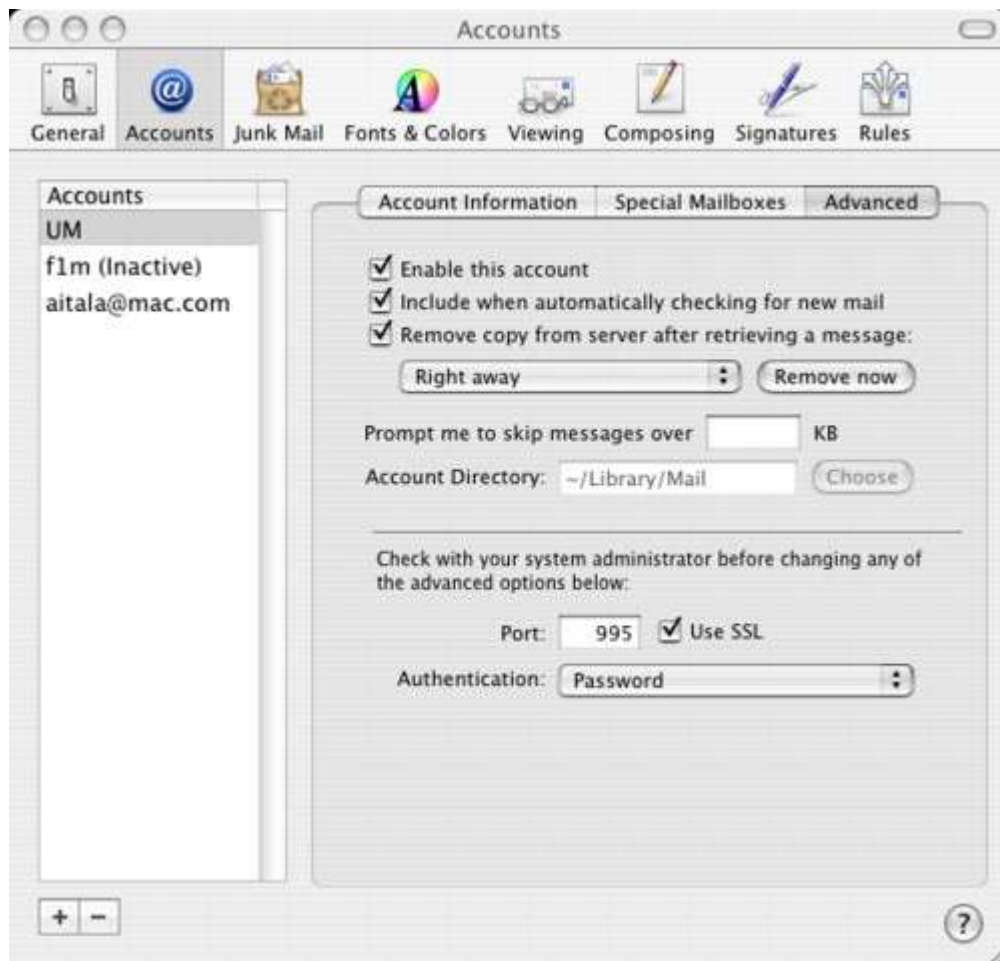 Accounts
General Accounts Junk Mail Fonts & Colors Viewing Composing Signatures Rules
Accounts
UM
f1m (Inactive)
aitala@mac.com
Account Information Special Mailboxes Advanced
Enable this account
Include when automatically checking for new mail
Remove copy from server after retrieving a message:
Right away Remove now
Prompt me to skip messages over KB
Account Directory: ~/Library/Mail Choose
Check with your system administrator before changing any of
the advanced options below:
Port: 995 Use SSL
Authentication: Password
+ − ?